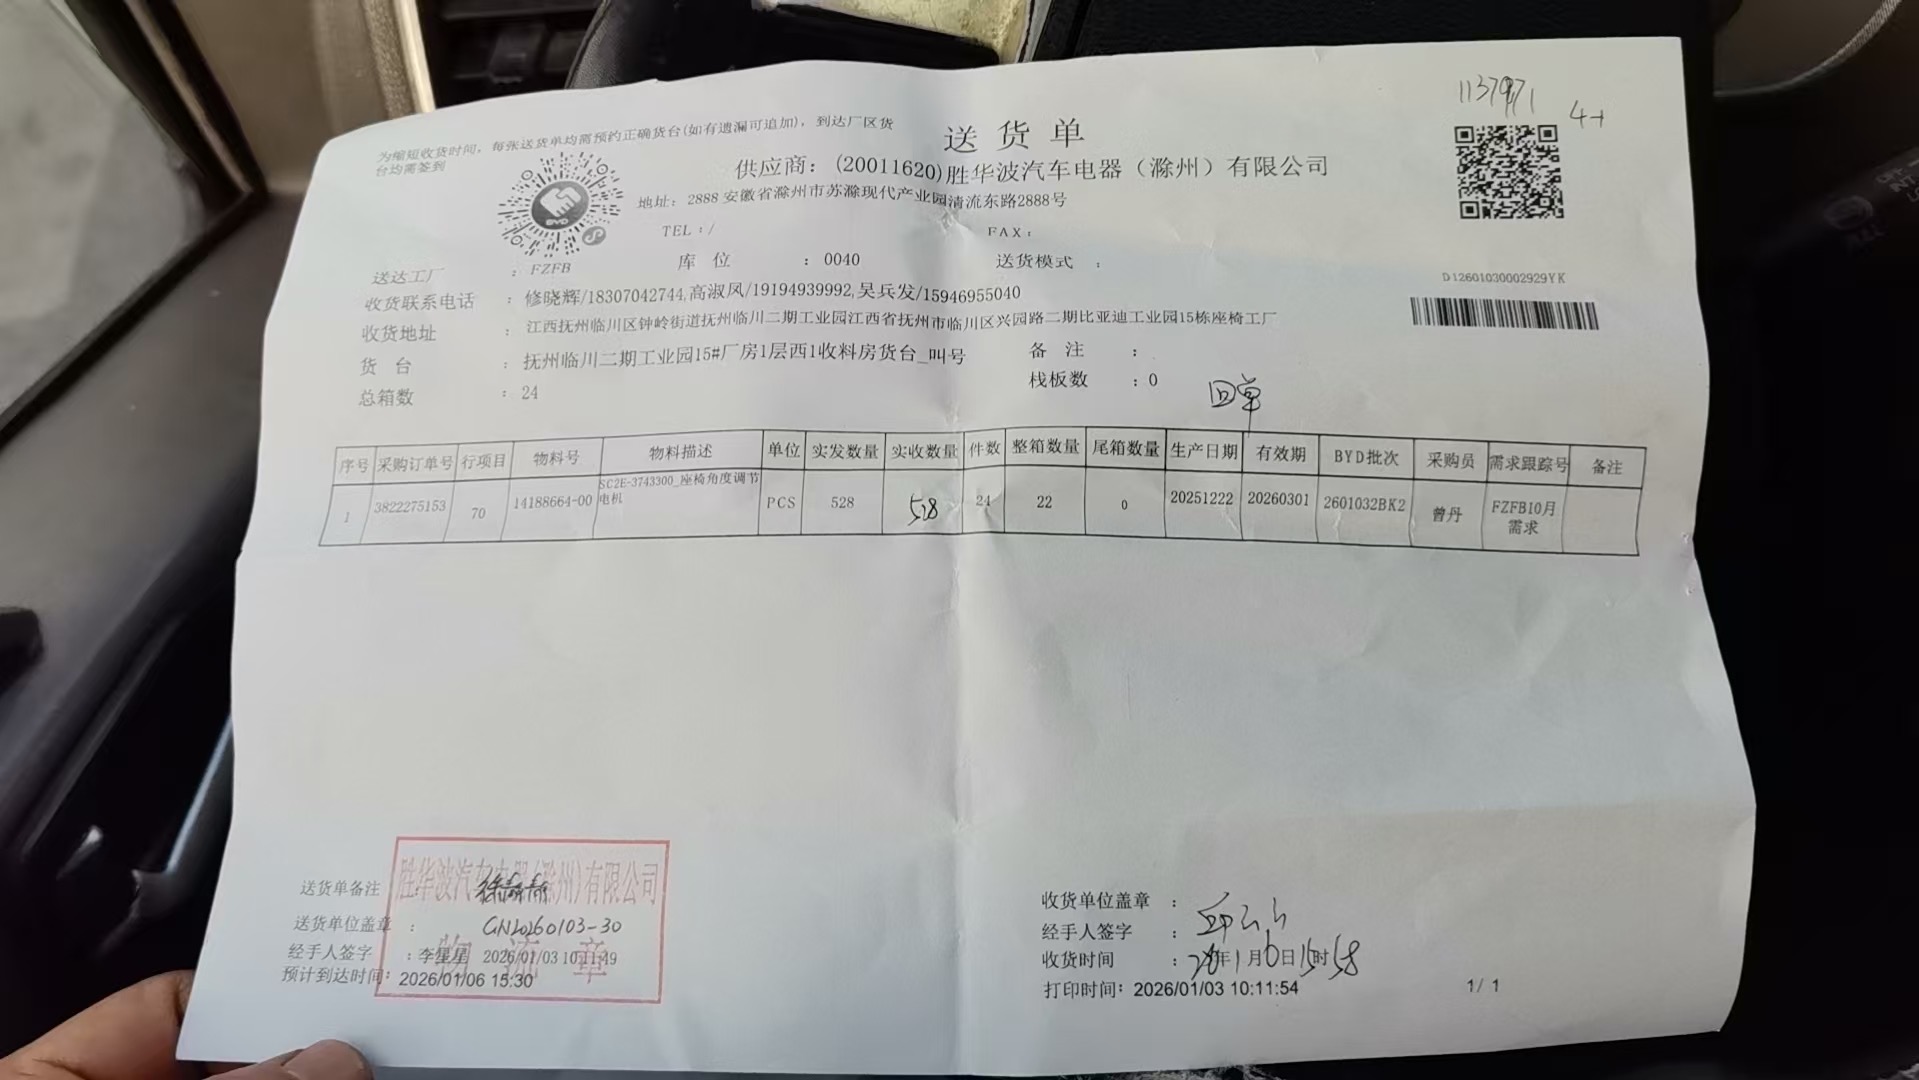 为缩短收货时间，每张送货单均需预约正确货台(如有遗漏可追加)，到达厂区货
台均需签到
送货单
1137971
供应商：(20011620)胜华波汽车电器（滁州）有限公司
地址：2888 安徽省滁州市苏滁现代产业园清流东路2888号
BYD
TEL：/ FAX：
送达工厂 ：FZFB 库 位 ：0040 送货模式 ：
D12601030002929YK
收货联系电话 ：修晓辉/18307042744,高淑凤/19194939992,吴兵发/15946955040
收货地址 ：江西抚州临川区钟岭街道抚州临川二期工业园江西省抚州市临川区兴园路二期比亚迪工业园15栋座椅工厂
货 台 ：抚州临川二期工业园15#厂房1层西1收料房货台_叫号 备 注 ：
总箱数 ：24 栈板数 ：0
回单
序号 采购订单号 行项目 物料号 物料描述 单位 实发数量 实收数量 件数 整箱数量 尾箱数量 生产日期 有效期 BYD批次 采购员 需求跟踪号 备注
1 3822275153 70 14188664-00 SC2E-3743300_座椅角度调节电机 PCS 528 528 24 22 0 20251222 20260301 2601032BK2 曾丹 FZFB10月需求
胜华波汽车电器(滁州)有限公司
物流章
送货单备注 ：
送货单位盖章 ：GN20260103-30
经手人签字 ：李星星 2026/01/03 10:11:49
预计到达时间：2026/01/06 15:30
收货单位盖章 ：
经手人签字 ：
收货时间 ：年1月6日15时58
打印时间：2026/01/03 10:11:54
1/ 1